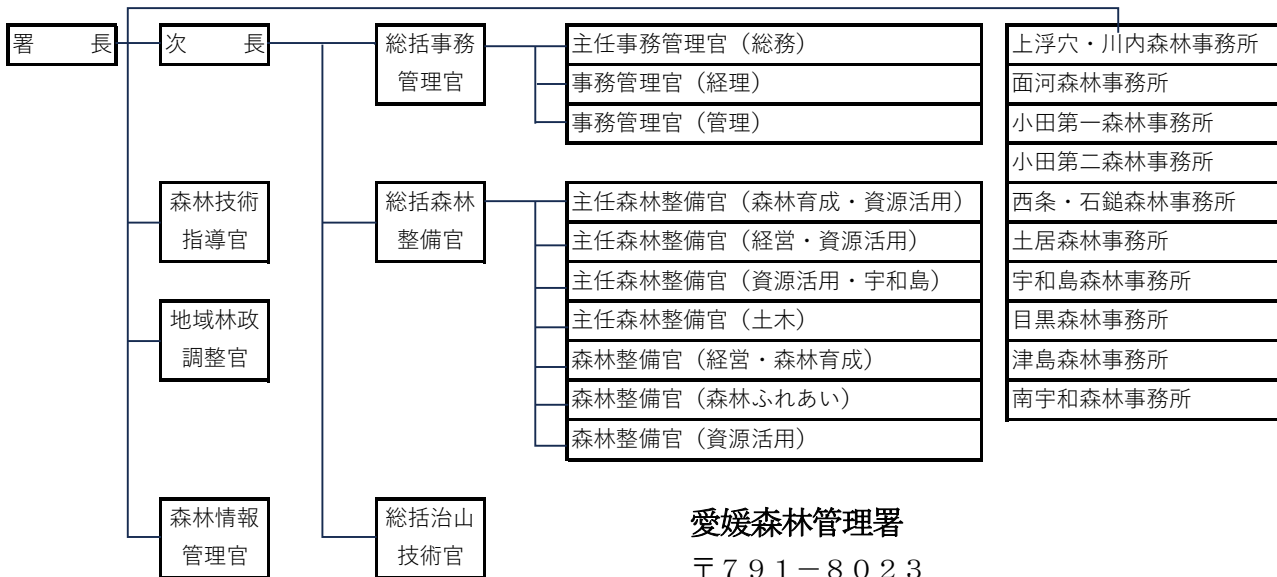 署　　長
次　　長
総括事務
管理官
主任事務管理官（総務）
事務管理官（経理）
事務管理官（管理）
上浮穴・川内森林事務所
面河森林事務所
小田第一森林事務所
小田第二森林事務所
西条・石鎚森林事務所
土居森林事務所
宇和島森林事務所
目黒森林事務所
津島森林事務所
南宇和森林事務所
森林技術
指導官
総括森林
整備官
主任森林整備官（森林育成・資源活用）
主任森林整備官（経営・資源活用）
主任森林整備官（資源活用・宇和島）
主任森林整備官（土木）
森林整備官（経営・森林育成）
森林整備官（森林ふれあい）
森林整備官（資源活用）
地域林政
調整官
森林情報
管理官
総括治山
技術官
愛媛森林管理署
〒７９１－８０２３